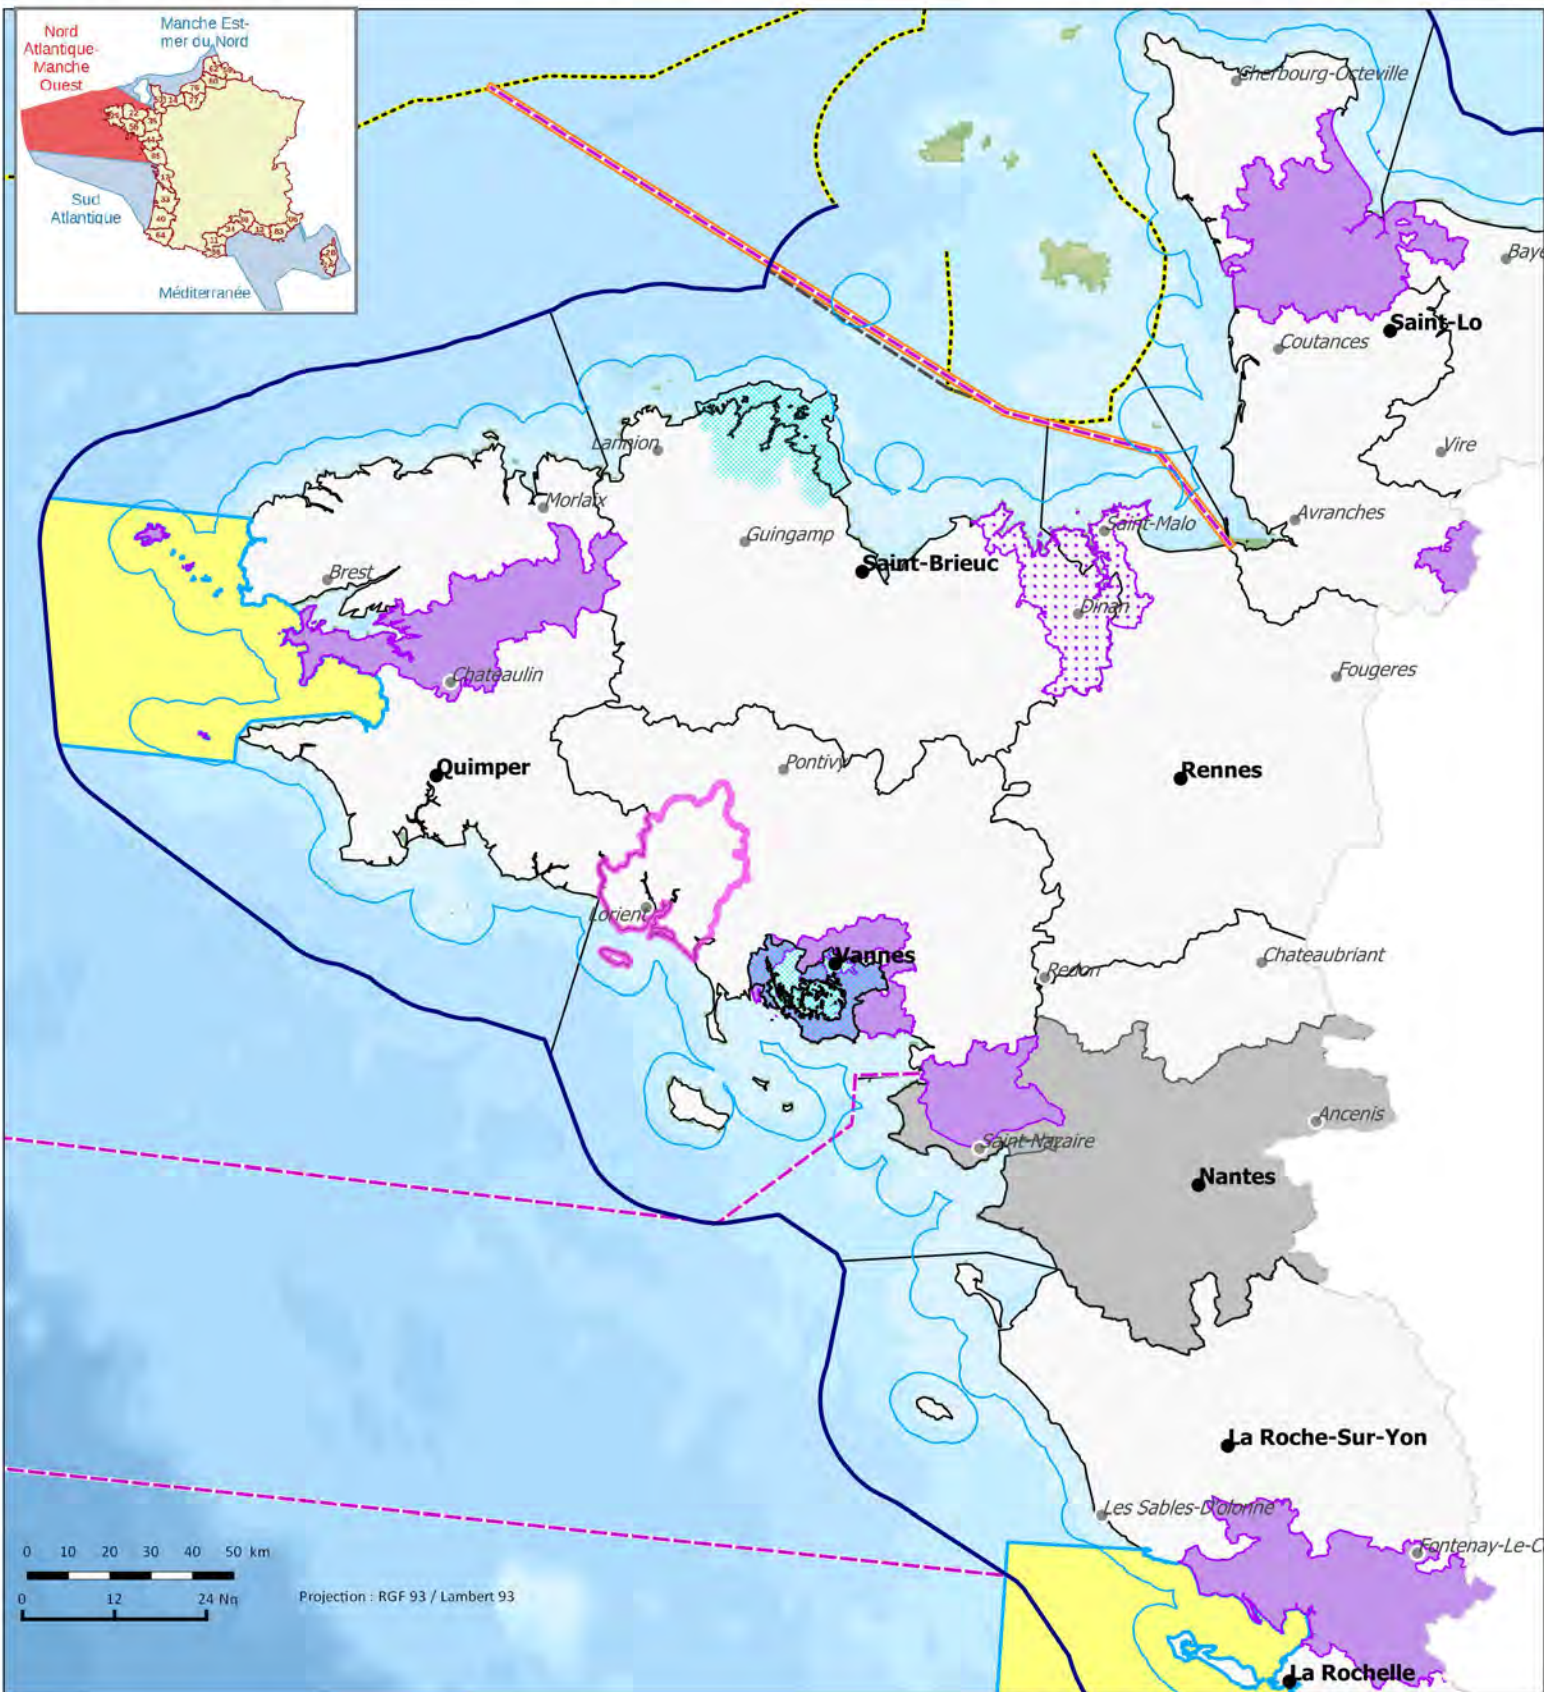 Nord
Atlantique-
Manche
Ouest
Manche Est-
mer du Nord
Sud
Atlantique
Méditerranée
Cherbourg-Octeville
Baye
Saint-Lo
Coutances
Vire
Avranches
Lannion
Morlaix
Guingamp
Saint-Malo
Brest
Saint-Brieuc
Dinan
Chateaulin
Fougeres
Quimper
Pontivy
Rennes
Lorient
Vannes
Redon
Chateaubriant
Ancenis
Saint-Nazaire
Nantes
La Roche-Sur-Yon
Les Sables-D'olonne
Fontenay-Le-C
La Rochelle
0 10 20 30 40 50 km
0 12 24 Nq
Projection : RGF 93 / Lambert 93